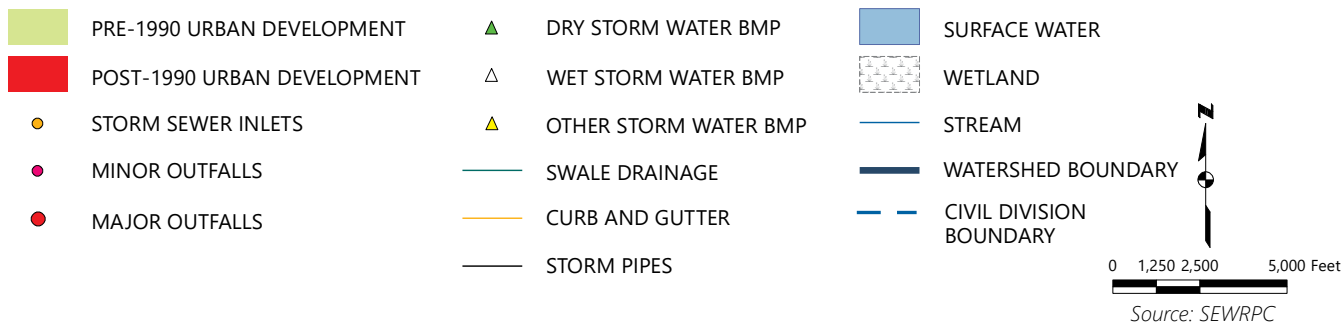 PRE-1990 URBAN DEVELOPMENT
POST-1990 URBAN DEVELOPMENT
STORM SEWER INLETS
MINOR OUTFALLS
MAJOR OUTFALLS
DRY STORM WATER BMP
WET STORM WATER BMP
OTHER STORM WATER BMP
SWALE DRAINAGE
CURB AND GUTTER
STORM PIPES
SURFACE WATER
WETLAND
STREAM
WATERSHED BOUNDARY
CIVIL DIVISION
BOUNDARY
N
0 1,250 2,500 5,000 Feet
Source: SEWRPC